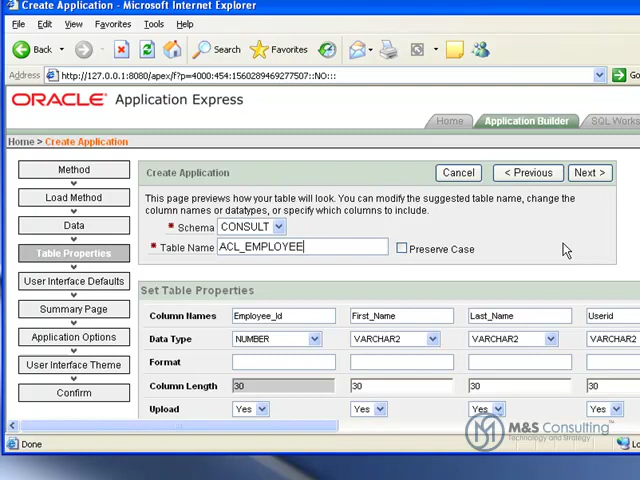 Create Application - Microsoft Internet Explorer
File Edit View Favorites Tools Help
Back Search Favorites
Address http://127.0.0.1:8080/apex/f?p=4000:454:1560289469277507::NO::: Go
ORACLE Application Express
Home Application Builder SQL Works
Home > Create Application
Method
Load Method
Data
Table Properties
User Interface Defaults
Summary Page
Application Options
User Interface Theme
Confirm
Create Application Cancel < Previous Next >
This page previews how your table will look. You can modify the suggested table name, change the
column names or datatypes, or specify which columns to include.
* Schema CONSULT
* Table Name ACL_EMPLOYEE Preserve Case
Set Table Properties
Column Names Employee_Id First_Name Last_Name Userid
Data Type NUMBER VARCHAR2 VARCHAR2 VARCHAR2
Format
Column Length 30 30 30 30
Upload Yes Yes Yes Yes
M&S Consulting
Technology and Strategy
Done Lo